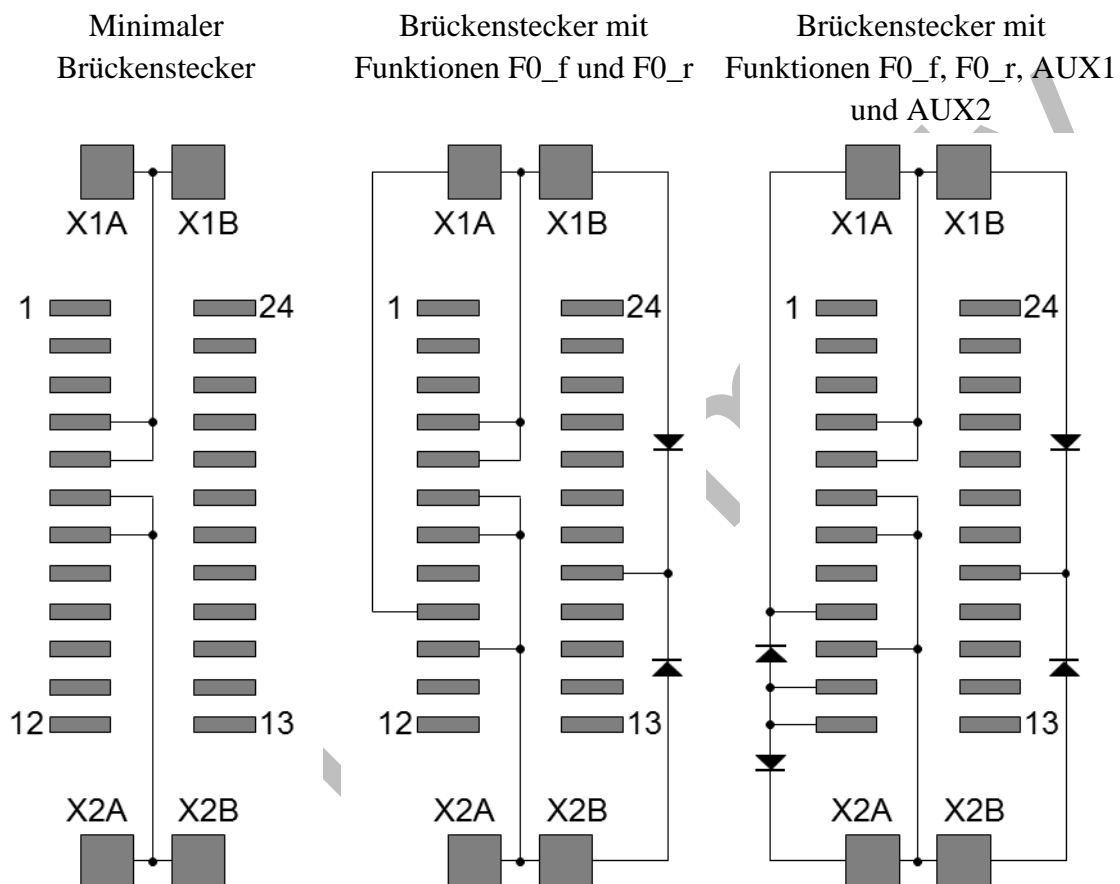 Minimaler
Brückenstecker
Brückenstecker mit
Funktionen F0_f und F0_r
Brückenstecker mit
Funktionen F0_f, F0_r, AUX1
und AUX2
X1A X1B
1 24
12 13
X2A X2B
X1A X1B
1 24
12 13
X2A X2B
X1A X1B
1 24
12 13
X2A X2B